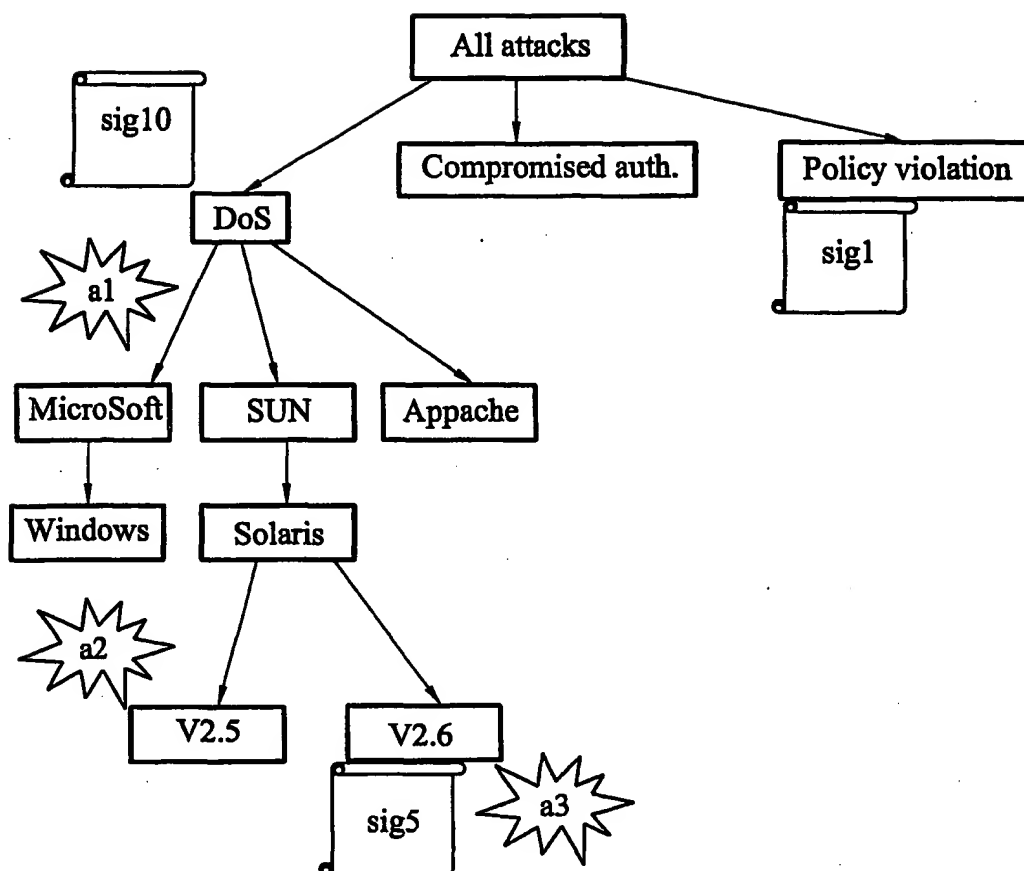 All attacks
sig10
Compromised auth.
Policy violation
DoS
sig1
a1
MicroSoft
SUN
Appache
Windows
Solaris
a2
V2.5
V2.6
sig5
a3